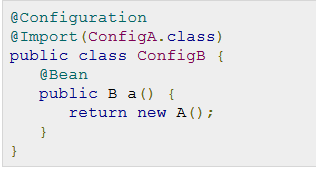 @Configuration
@Import(ConfigA.class)
public class ConfigB {
   @Bean
   public B a() {
      return new A();
   }
}